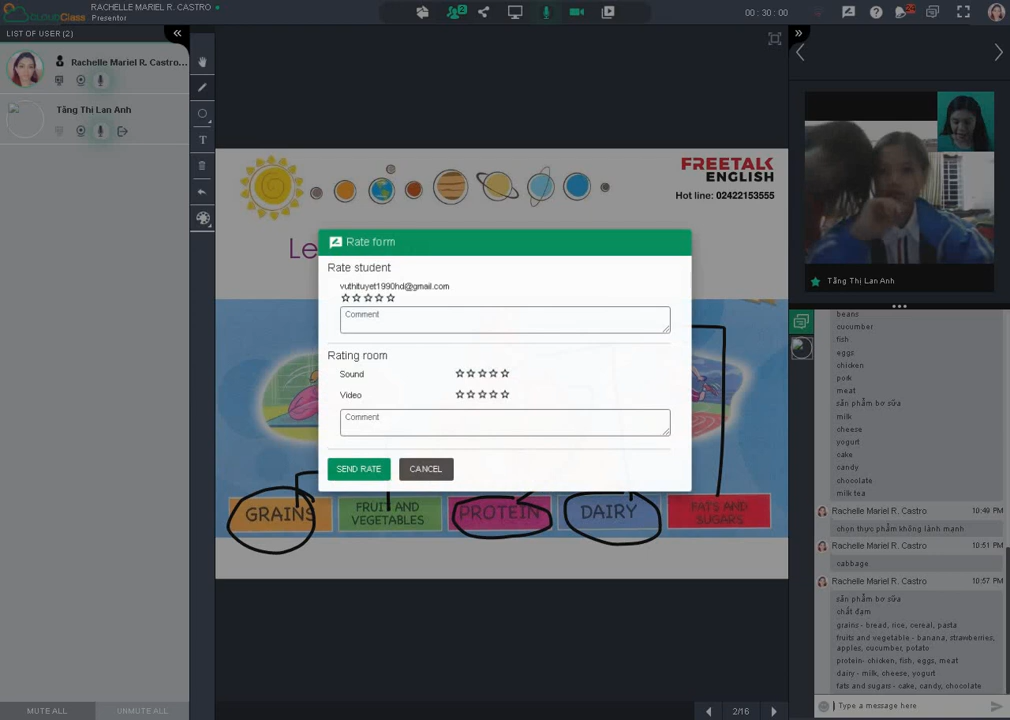 CLOUDCLASS
RACHELLE MARIEL R. CASTRO
Presentor
2
00 : 30 : 00
LIST OF USER (2)
Rachelle Mariel R. Castro...
Tăng Thi Lan Anh
T
FREETALK
ENGLISH
Hot line: 02422153555
Le
Rate form
Rate student
vuthituyet1990hd@gmail.com
Comment
Rating room
Sound
Video
Comment
SEND RATE
CANCEL
GRAINS
FRUIT AND
VEGETABLES
PROTEIN
DAIRY
FATS AND
SUGARS
Tăng Thi Lan Anh
beans
cucumber
fish
eggs
chicken
pork
meat
sản phẩm bơ sữa
milk
cheese
yogurt
cake
candy
chocolate
milk tea
Rachelle Mariel R. Castro 10:49 PM
chọn thực phẩm không lành mạnh
Rachelle Mariel R. Castro 10:51 PM
cabbage
Rachelle Mariel R. Castro 10:57 PM
sản phẩm bơ sữa
chất đạm
grains - bread, rice, cereal, pasta
fruits and vegetable - banana, strawberries,
apples, cucumber, potato
protein- chicken, fish, eggs, meat
dairy - milk, cheese, yogurt
fats and sugars - cake, candy, chocolate
MUTE ALL
UNMUTE ALL
2/16
Type a message here